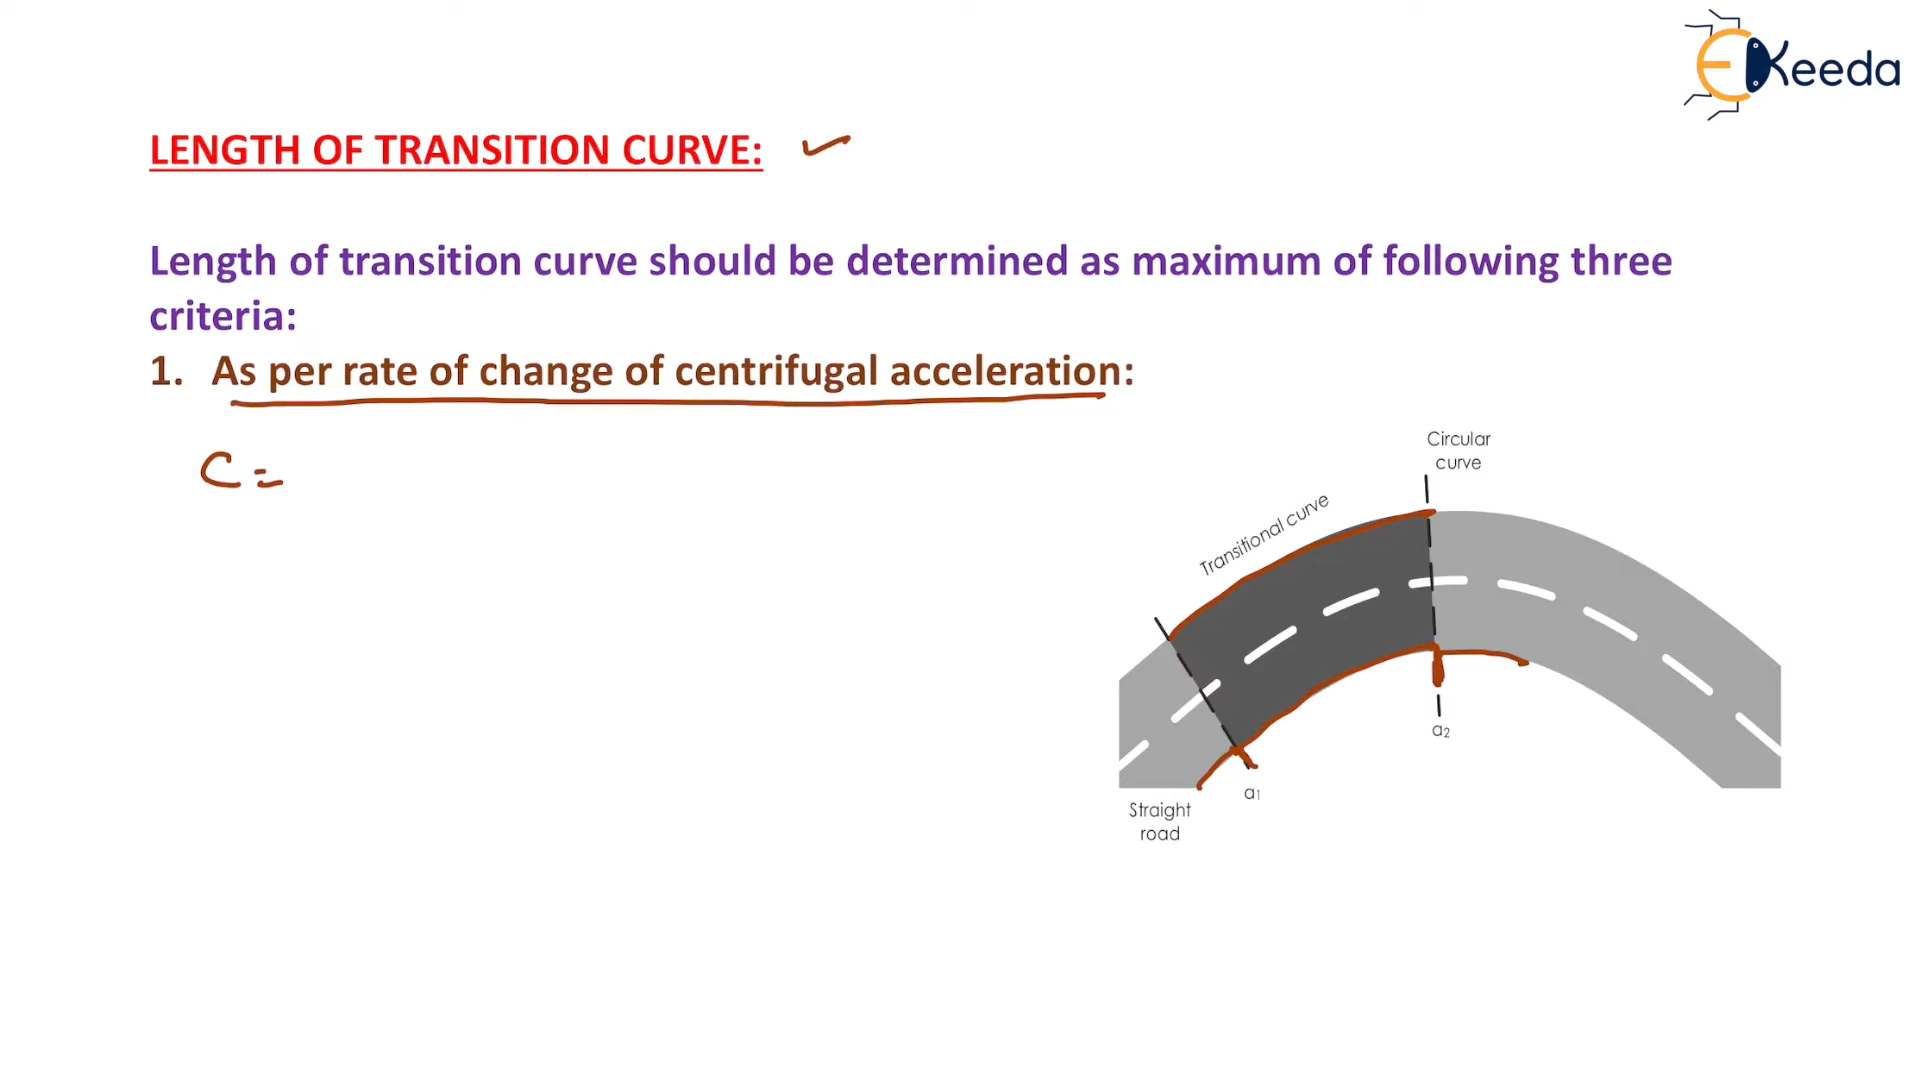 EKeeda
LENGTH OF TRANSITION CURVE:
Length of transition curve should be determined as maximum of following three
criteria:
1. As per rate of change of centrifugal acceleration:
C =
Circular
curve
Transitional curve
a2
a1
Straight
road